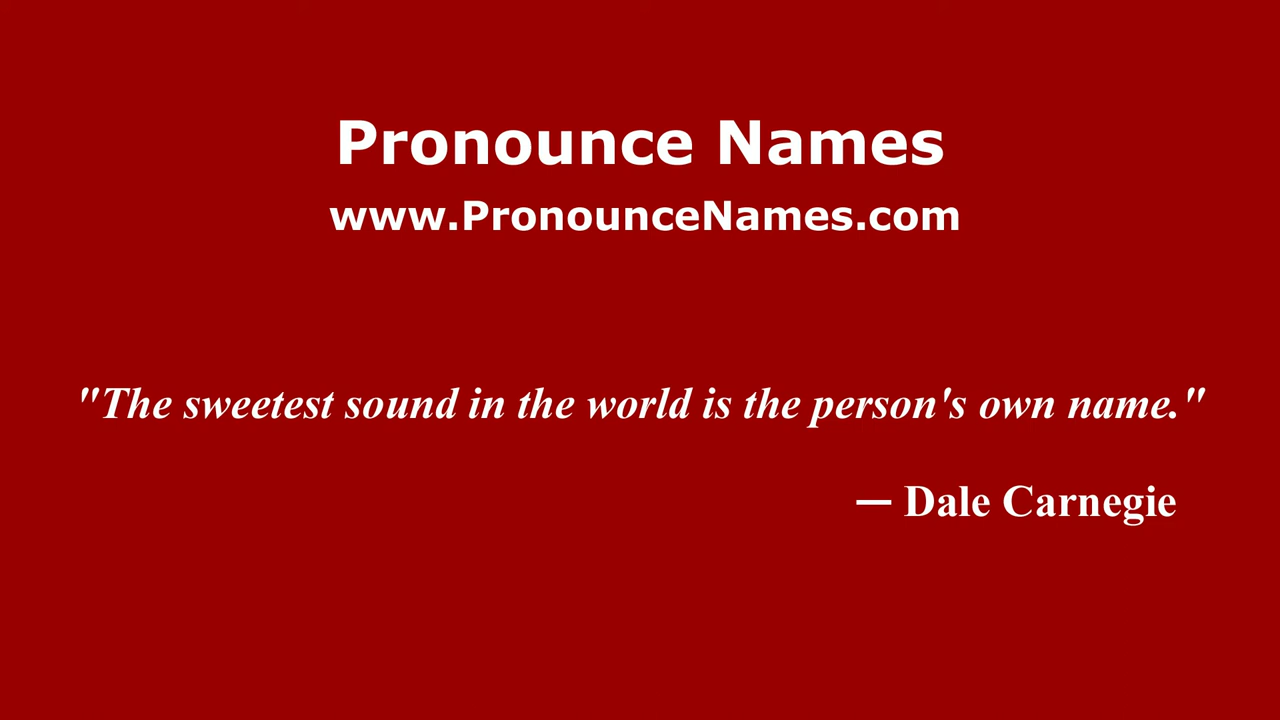 Pronounce Names
www.PronounceNames.com
"The sweetest sound in the world is the person's own name."
— Dale Carnegie